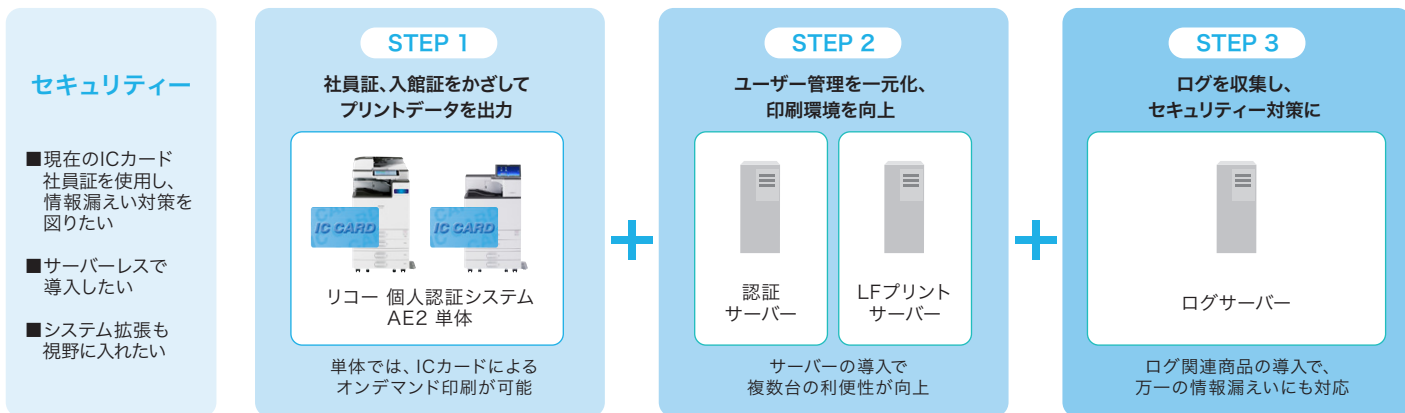 セキュリティー
■現在のICカード
社員証を使用し、
情報漏えい対策を
図りたい
■サーバーレスで
導入したい
■システム拡張も
視野に入れたい
STEP 1
社員証、入館証をかざして
プリントデータを出力
IC CARD
IC CARD
リコー 個人認証システム
AE2 単体
単体では、ICカードによる
オンデマンド印刷が可能
STEP 2
ユーザー管理を一元化、
印刷環境を向上
認証
サーバー
LFプリント
サーバー
サーバーの導入で
複数台の利便性が向上
STEP 3
ログを収集し、
セキュリティー対策に
ログサーバー
ログ関連商品の導入で、
万一の情報漏えいにも対応